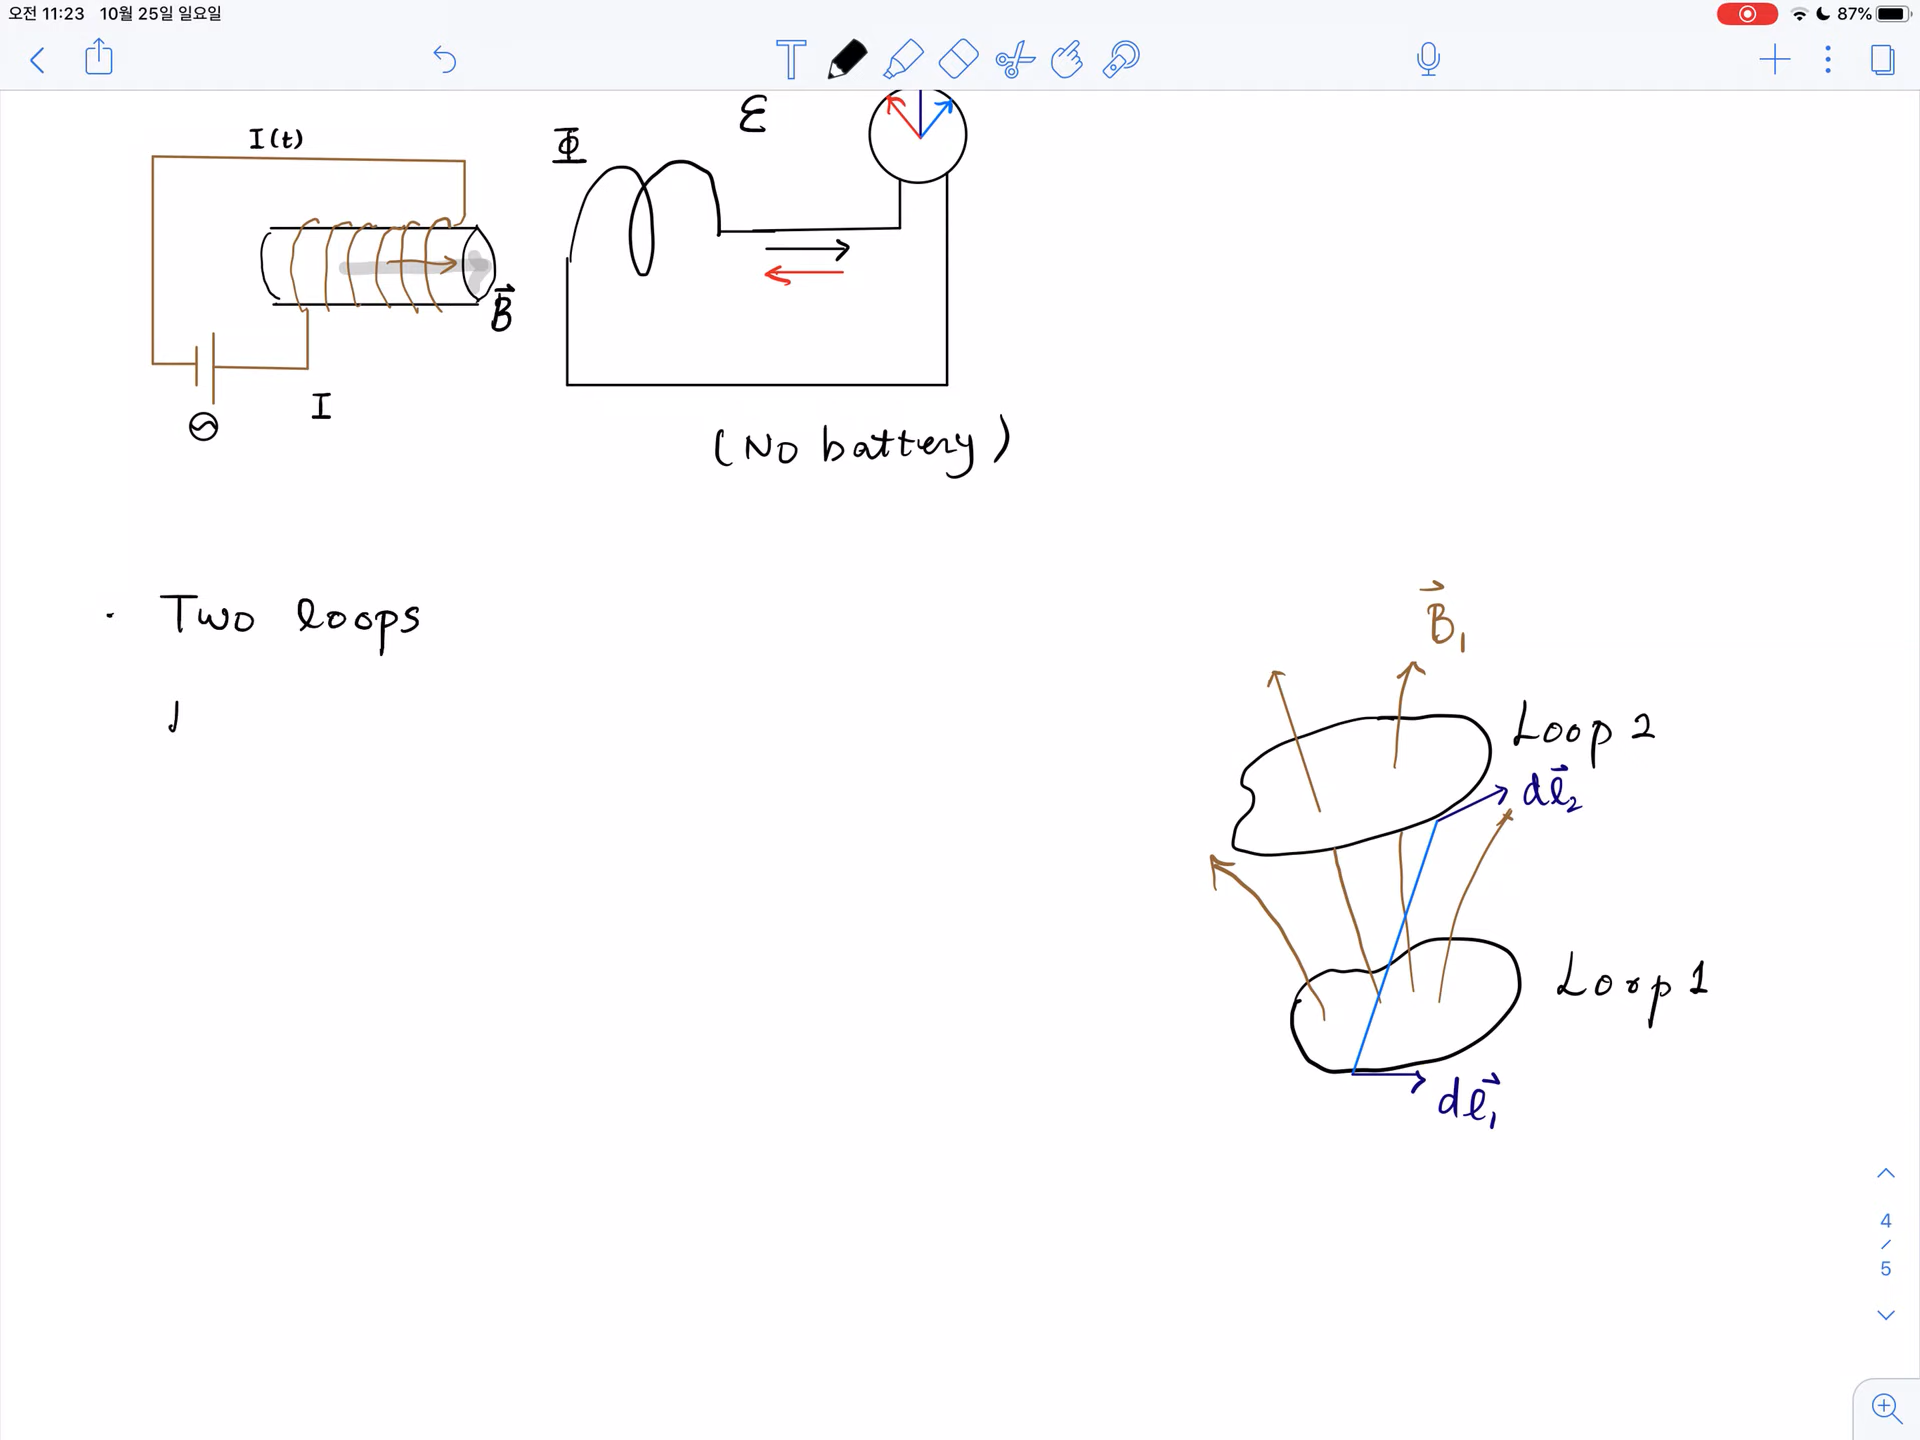 오전 11:23 10월 25일 일요일
87%
I(t)
Φ
ε
B⃗
I
(No battery)
· Two loops
B⃗₁
Loop 2
dℓ⃗₂
Loop 1
dℓ⃗₁
4
/
5